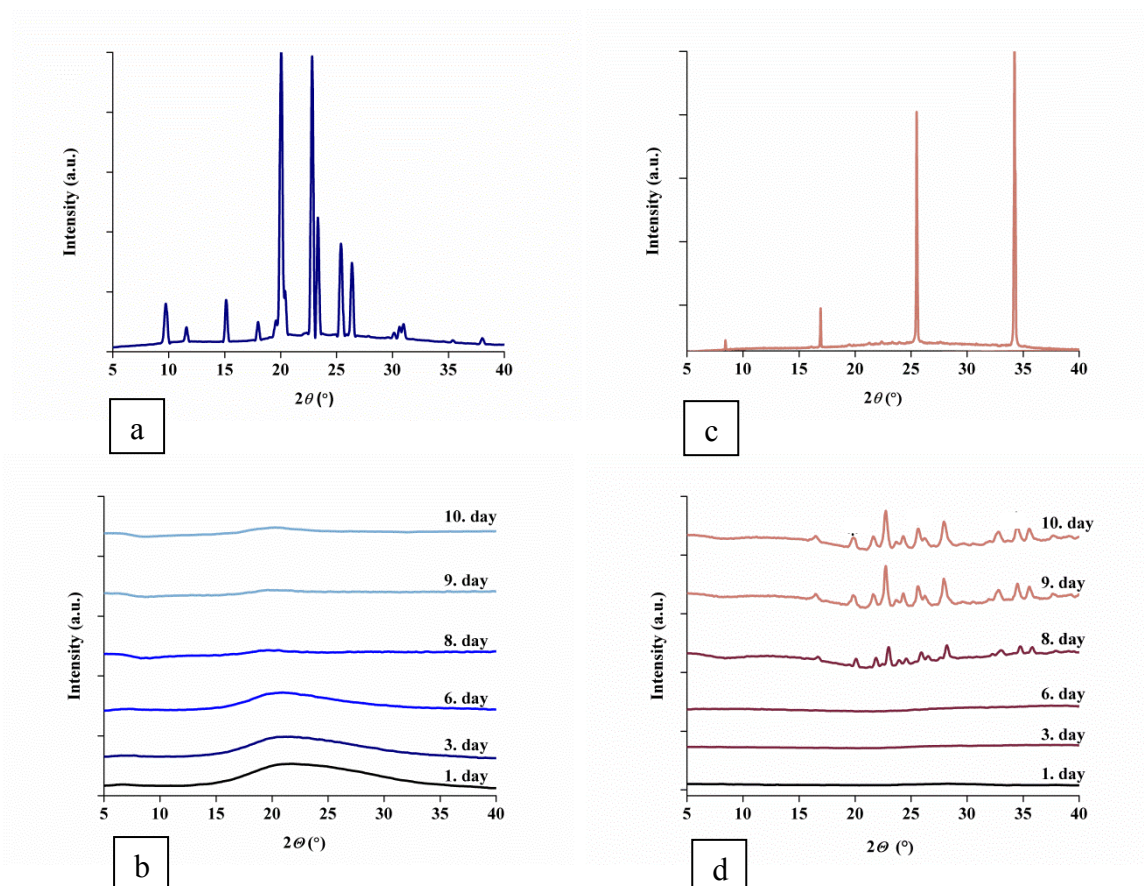 Intensity (a.u.)
5 10 15 20 25 30 35 40
2θ (°)
a
Intensity (a.u.)
5 10 15 20 25 30 35 40
2θ (°)
c
10. day
9. day
8. day
6. day
3. day
1. day
Intensity (a.u.)
5 10 15 20 25 30 35 40
2Θ (°)
b
10. day
9. day
8. day
6. day
3. day
1. day
Intensity (a.u.)
5 10 15 20 25 30 35 40
2Θ (°)
d